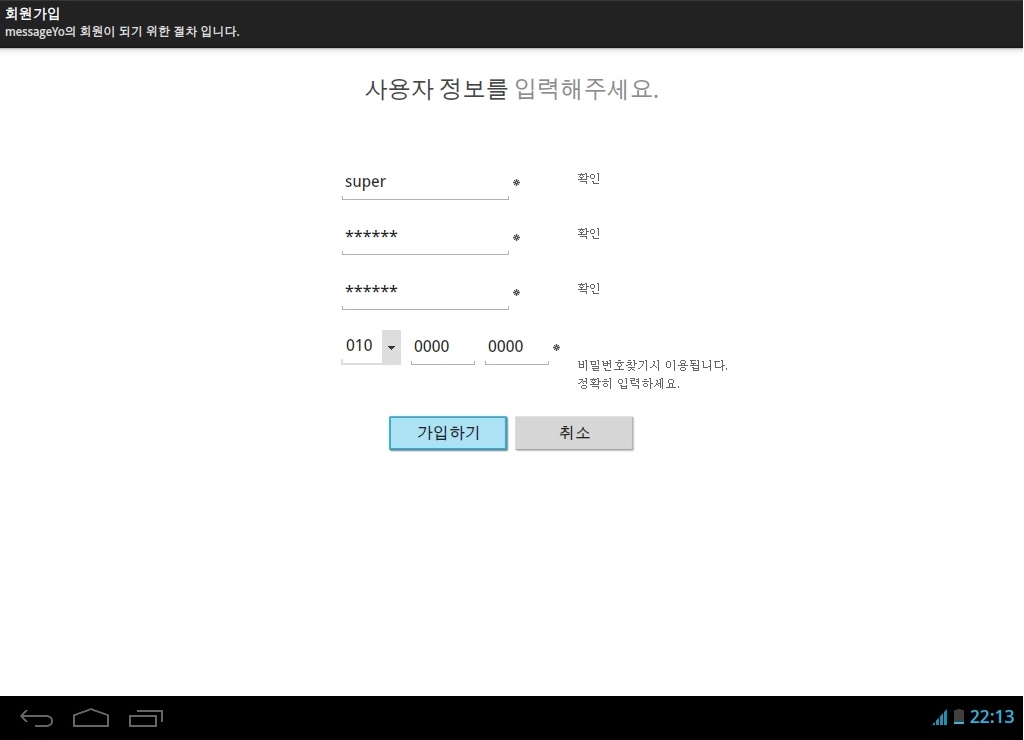 회원가입
messageYo의 회원이 되기 위한 절차 입니다.
사용자 정보를 입력해주세요.
super * 확인
****** * 확인
****** * 확인
010 0000 0000 *
비밀번호찾기시 이용됩니다.
정확히 입력하세요.
가입하기 취소
22:13